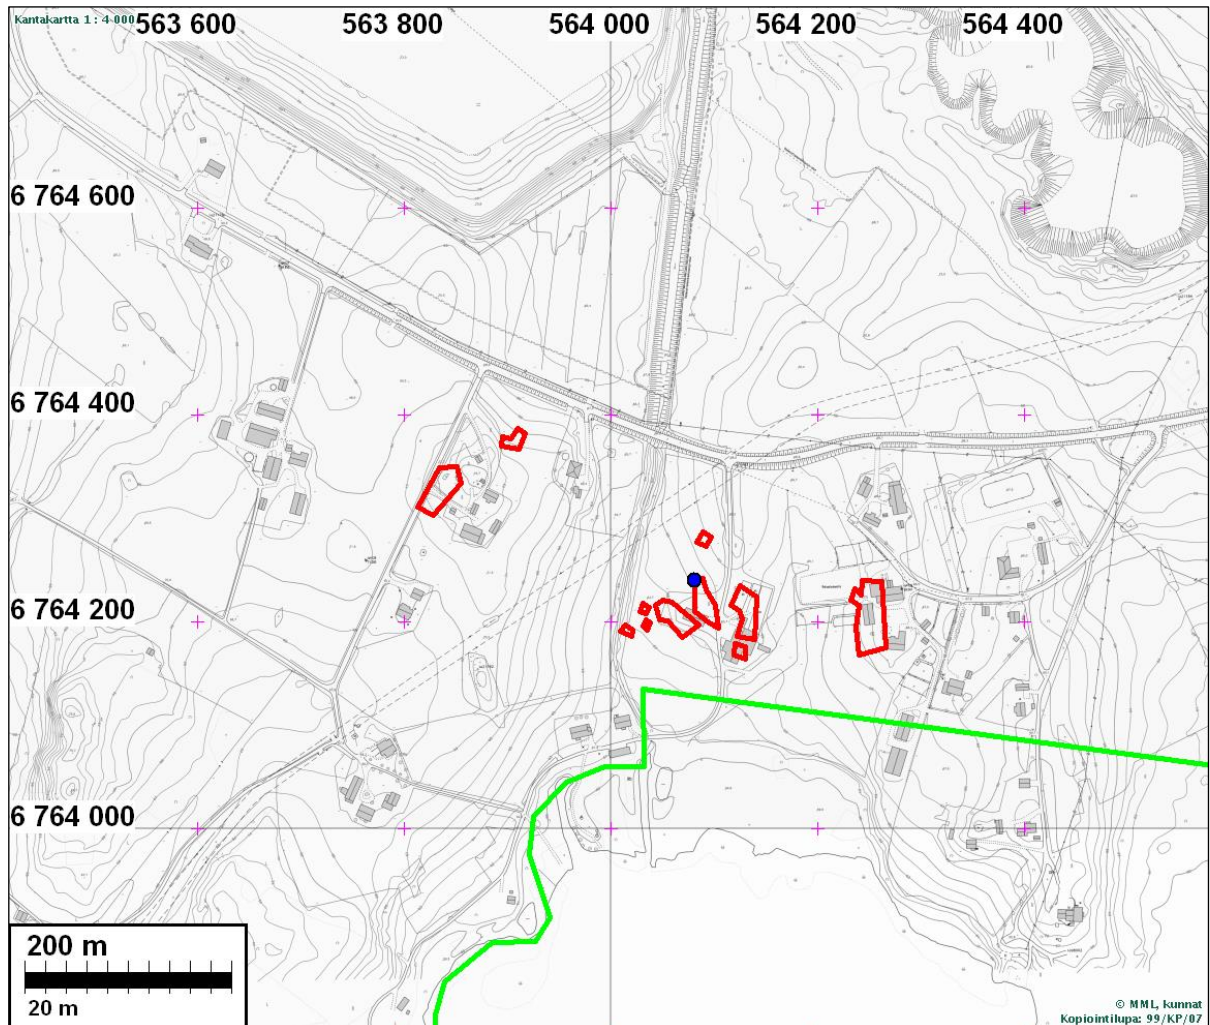 Kantakartta 1 : 4 000
563 600
563 800
564 000
564 200
564 400
6 764 600
6 764 400
6 764 200
6 764 000
200 m
20 m
© MML, kunnat
Kopiointilupa: 99/KP/07